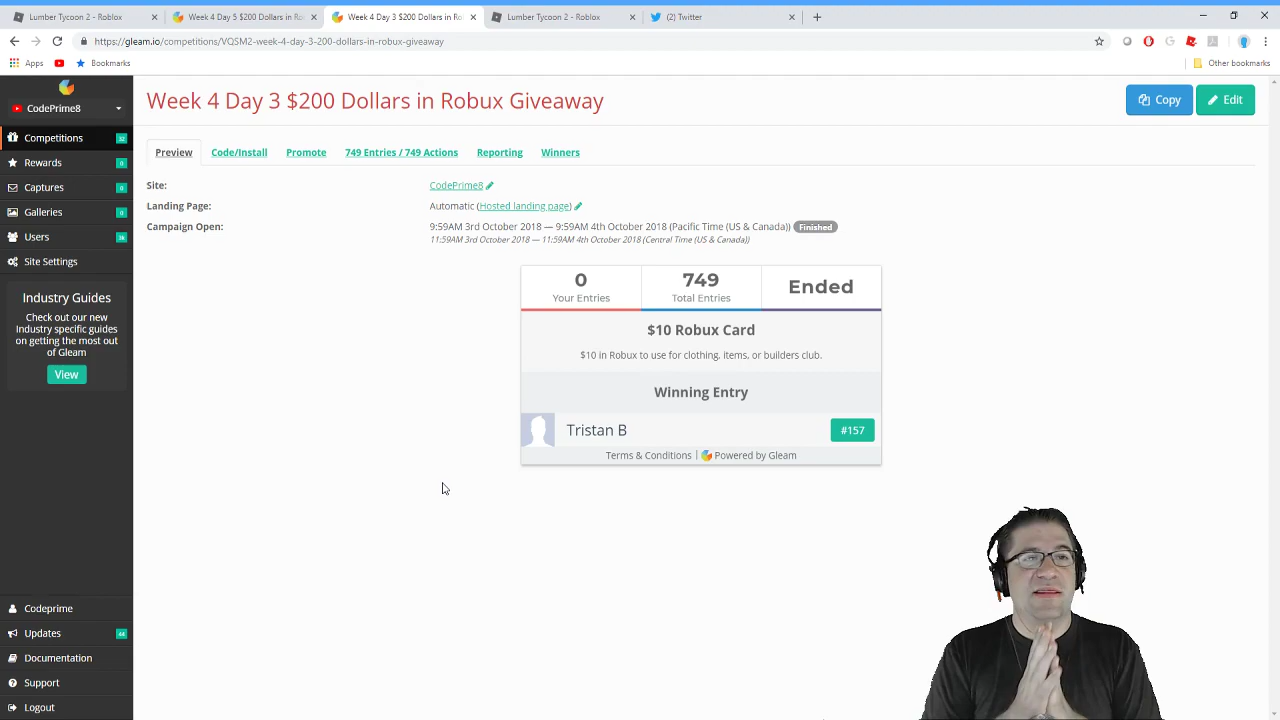 Lumber Tycoon 2 - Roblox
Week 4 Day 5 $200 Dollars in Ro
Week 4 Day 3 $200 Dollars in Ro
Lumber Tycoon 2 - Roblox
(2) Twitter
https://gleam.io/competitions/VQSM2-week-4-day-3-200-dollars-in-robux-giveaway
Apps
Bookmarks
Other bookmarks
CodePrime8
Competitions 32
Rewards 0
Captures 0
Galleries 0
Users 36
Site Settings
Industry Guides
Check out our new
Industry specific guides
on getting the most out
of Gleam
View
Codeprime
Updates 44
Documentation
Support
Logout
Week 4 Day 3 $200 Dollars in Robux Giveaway
Copy
Edit
Preview
Code/Install
Promote
749 Entries / 749 Actions
Reporting
Winners
Site: CodePrime8
Landing Page: Automatic (Hosted landing page)
Campaign Open: 9:59AM 3rd October 2018 — 9:59AM 4th October 2018 (Pacific Time (US & Canada)) Finished
11:59AM 3rd October 2018 — 11:59AM 4th October 2018 (Central Time (US & Canada))
0
Your Entries
749
Total Entries
Ended
$10 Robux Card
$10 in Robux to use for clothing, items, or builders club.
Winning Entry
Tristan B #157
Terms & Conditions | Powered by Gleam